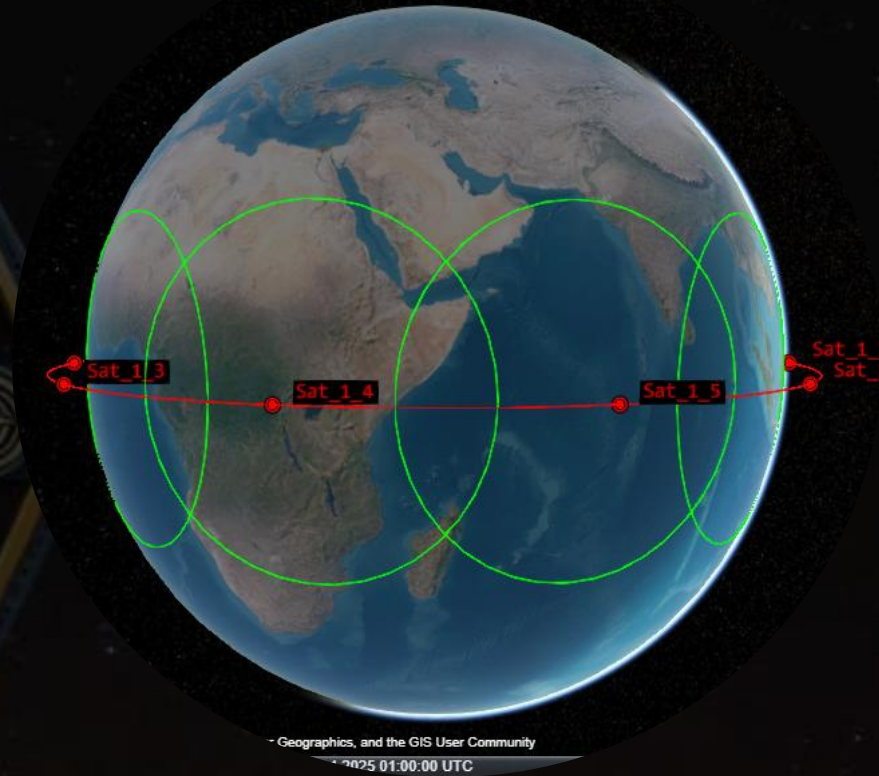 Sat_1_3
Sat_1_4
Sat_1_5
Sat_1_
Sat_
Geographics, and the GIS User Community
2025 01:00:00 UTC